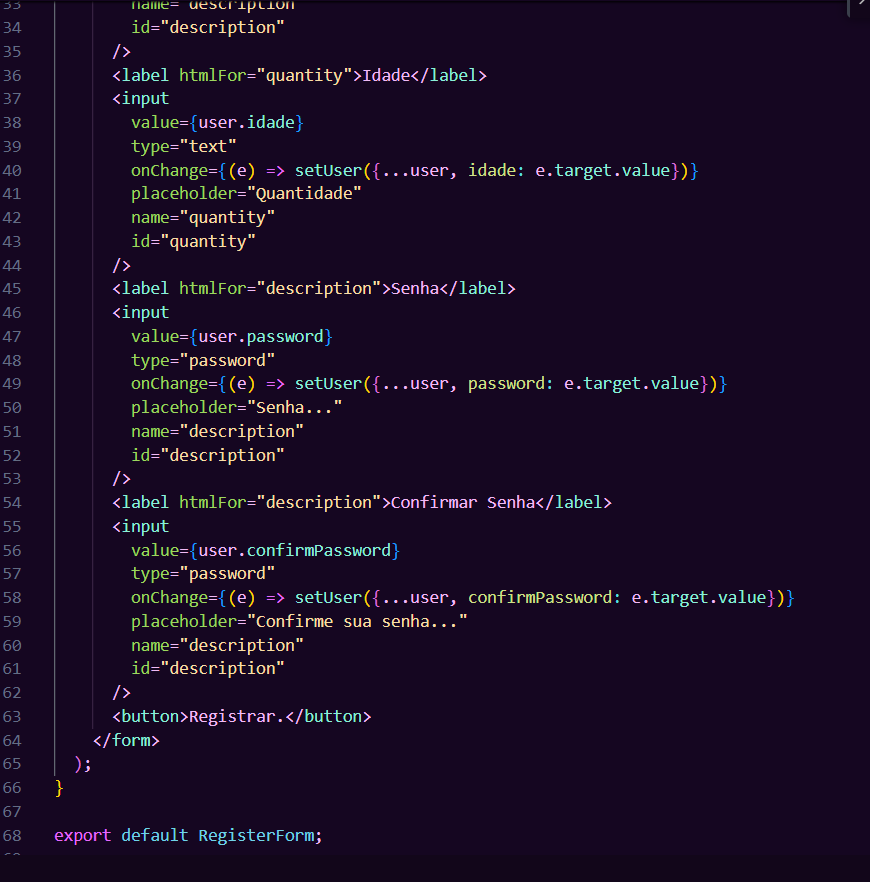 33 name="description"
34 id="description"
35 />
36 <label htmlFor="quantity">Idade</label>
37 <input
38 value={user.idade}
39 type="text"
40 onChange={(e) => setUser({...user, idade: e.target.value})}
41 placeholder="Quantidade"
42 name="quantity"
43 id="quantity"
44 />
45 <label htmlFor="description">Senha</label>
46 <input
47 value={user.password}
48 type="password"
49 onChange={(e) => setUser({...user, password: e.target.value})}
50 placeholder="Senha..."
51 name="description"
52 id="description"
53 />
54 <label htmlFor="description">Confirmar Senha</label>
55 <input
56 value={user.confirmPassword}
57 type="password"
58 onChange={(e) => setUser({...user, confirmPassword: e.target.value})}
59 placeholder="Confirme sua senha..."
60 name="description"
61 id="description"
62 />
63 <button>Registrar.</button>
64 </form>
65 );
66 }
67
68 export default RegisterForm;